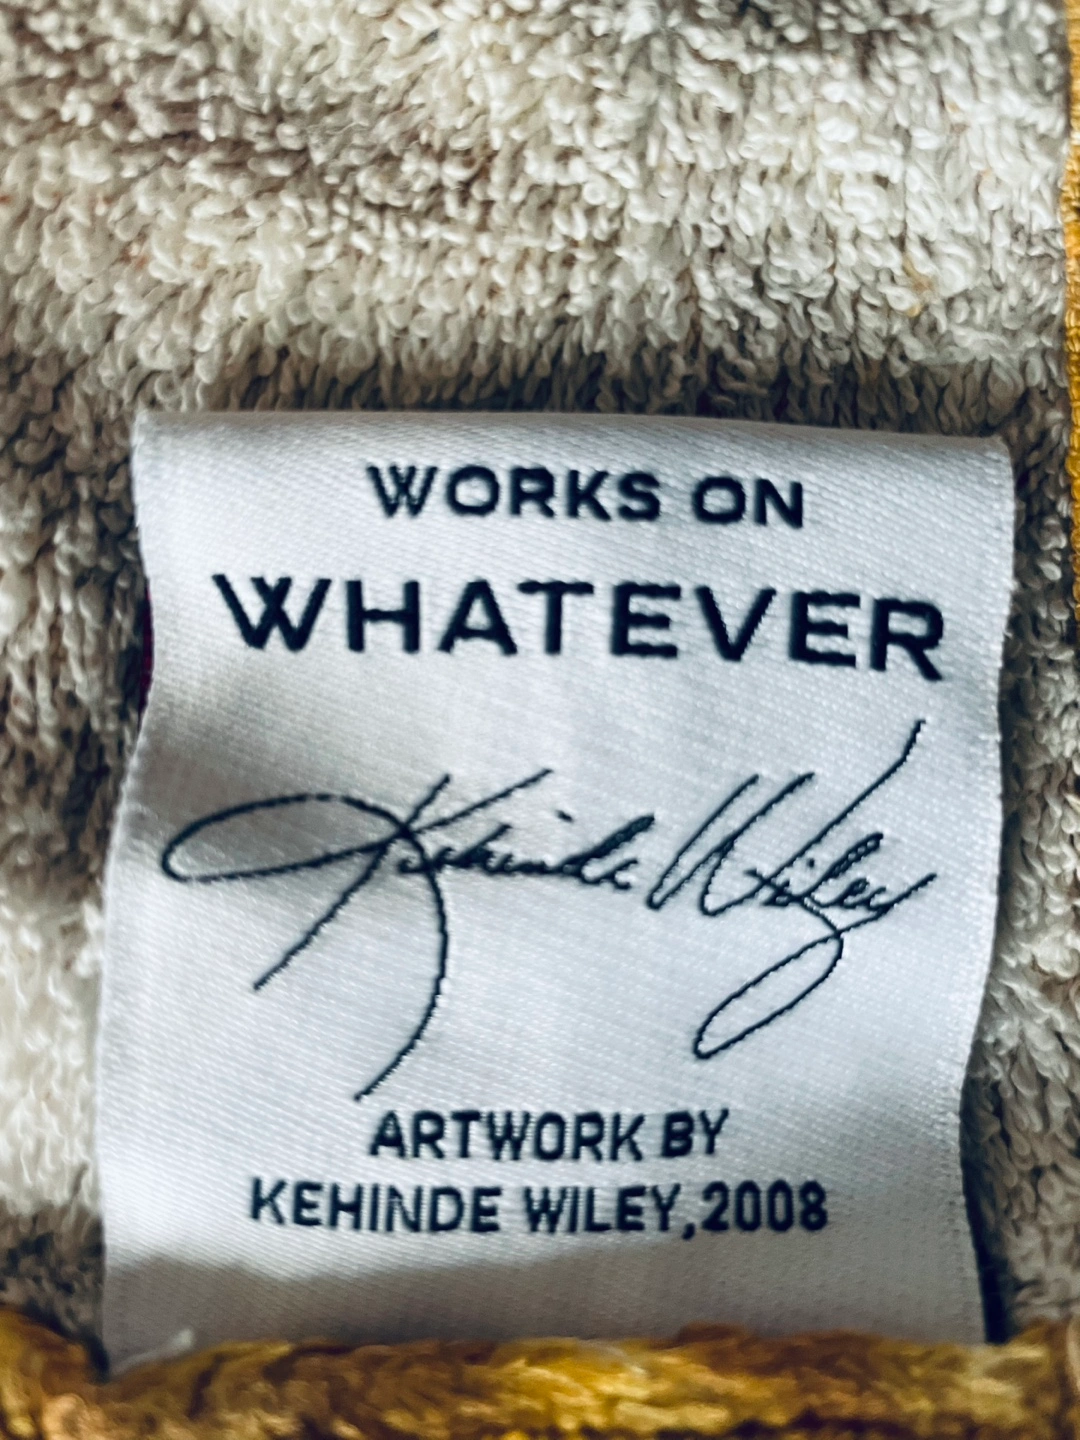 WORKS ON
WHATEVER
Kehinde Wiley
ARTWORK BY
KEHINDE WILEY,2008